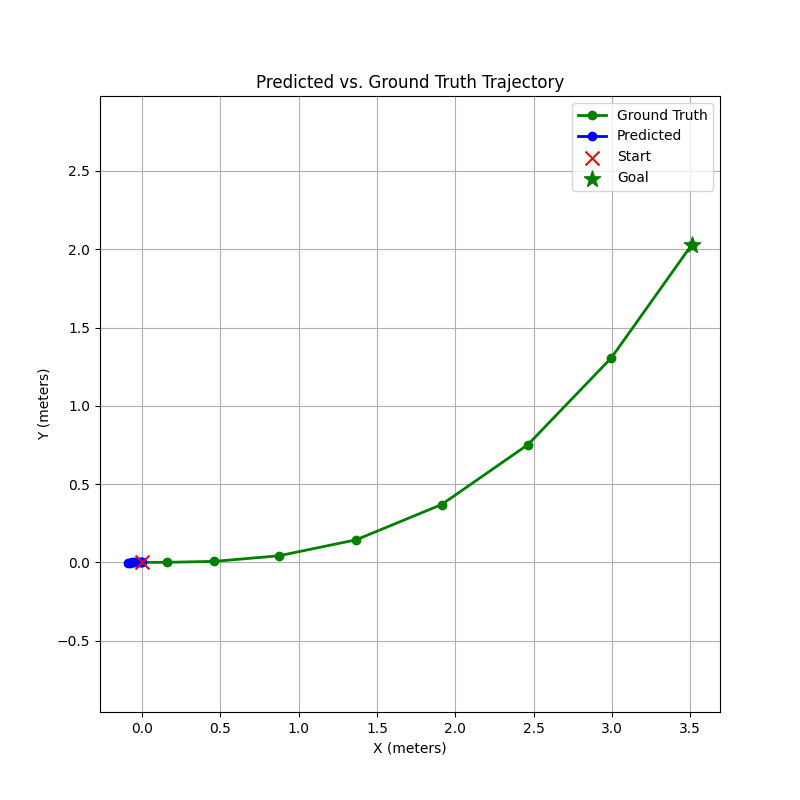 Predicted vs. Ground Truth Trajectory
Ground Truth
Predicted
Start
Goal
2.5
2.0
1.5
1.0
0.5
0.0
−0.5
Y (meters)
0.0 0.5 1.0 1.5 2.0 2.5 3.0 3.5
X (meters)